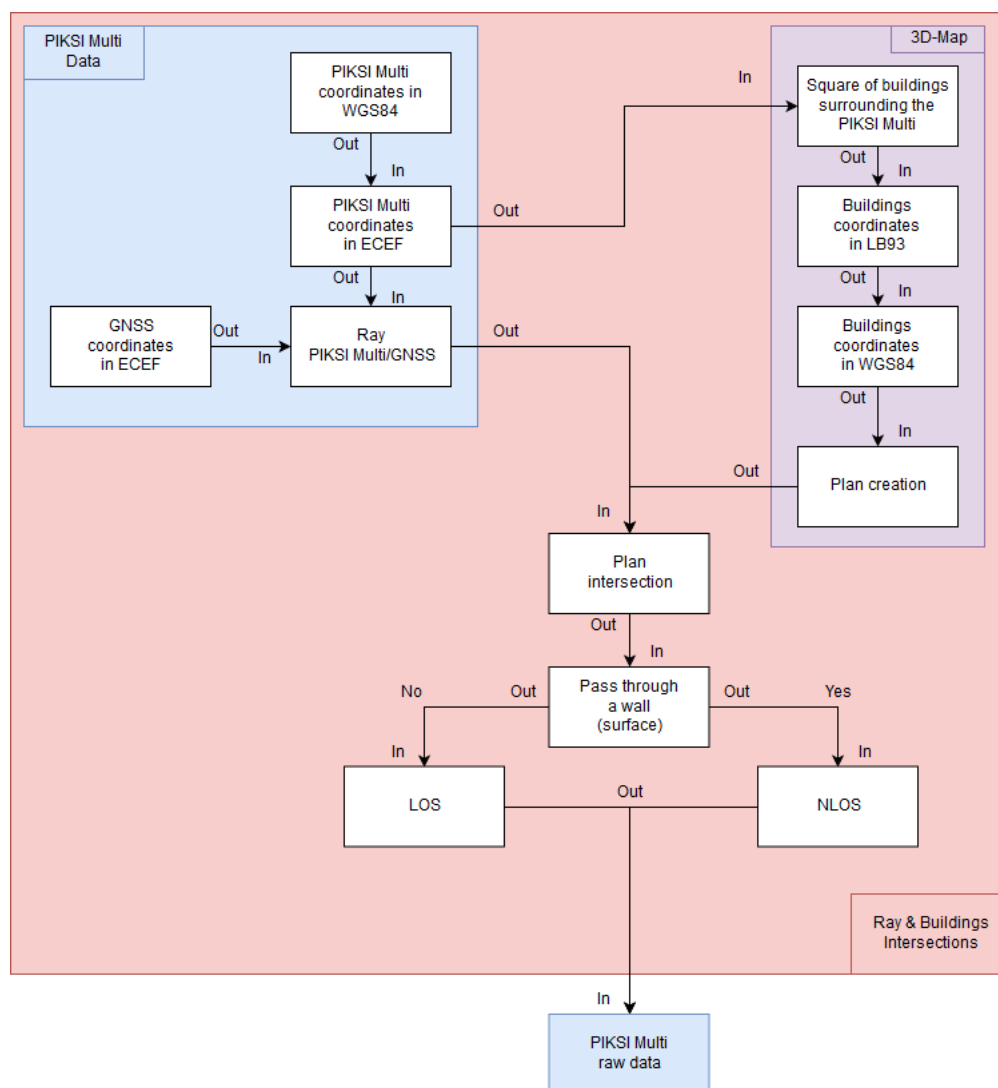 PIKSI Multi
Data
3D-Map
PIKSI Multi
coordinates in
WGS84
In
Square of buildings
surrounding the
PIKSI Multi
Out
In
Out
In
PIKSI Multi
coordinates
in ECEF
Out
Buildings
coordinates
in LB93
Out
In
Out
In
GNSS
coordinates
in ECEF
Out
In
Ray
PIKSI Multi/GNSS
Out
Buildings
coordinates
in WGS84
Out
In
Out
Plan creation
In
Plan
intersection
Out
In
No
Out
Pass through
a wall
(surface)
Out
Yes
In
In
LOS
Out
NLOS
Ray & Buildings
Intersections
In
PIKSI Multi
raw data